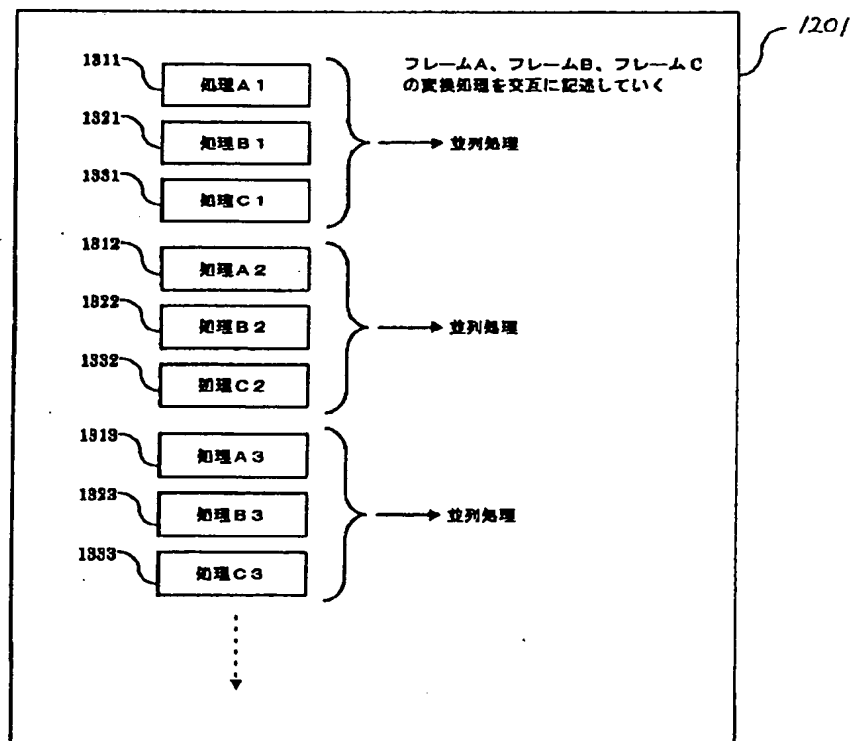 1201
フレームA、フレームB、フレームC
の変換処理を交互に記述していく
1311
処理A1
1321
処理B1
並列処理
1331
処理C1
1312
処理A2
1322
処理B2
並列処理
1332
処理C2
1313
処理A3
1323
処理B3
並列処理
1333
処理C3